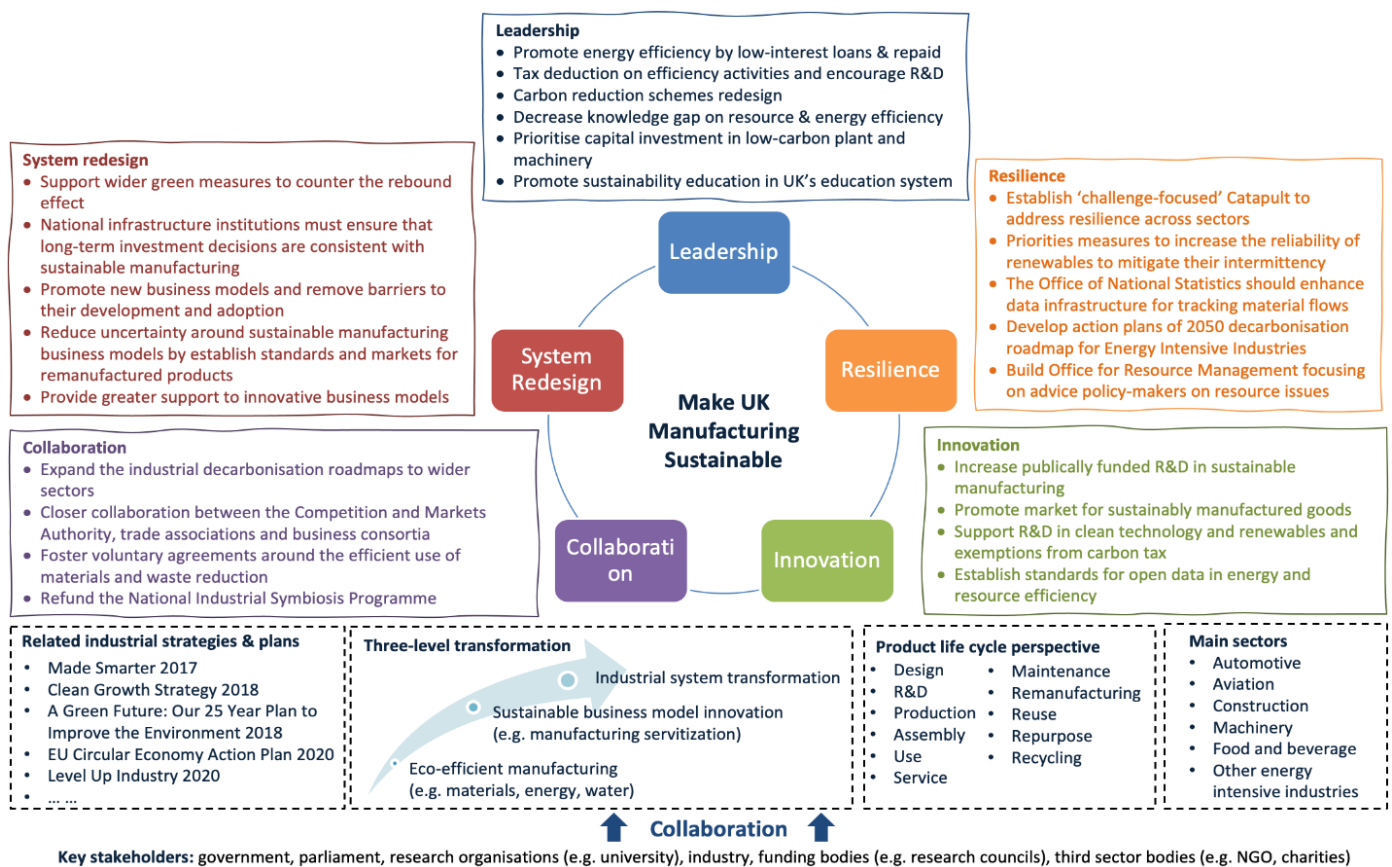 Leadership
• Promote energy efficiency by low-interest loans & repaid
• Tax deduction on efficiency activities and encourage R&D
• Carbon reduction schemes redesign
• Decrease knowledge gap on resource & energy efficiency
• Prioritise capital investment in low-carbon plant and
machinery
• Promote sustainability education in UK's education system
System redesign
• Support wider green measures to counter the rebound
effect
• National infrastructure institutions must ensure that
long-term investment decisions are consistent with
sustainable manufacturing
• Promote new business models and remove barriers to
their development and adoption
• Reduce uncertainty around sustainable manufacturing
business models by establish standards and markets for
remanufactured products
• Provide greater support to innovative business models
Resilience
• Establish 'challenge-focused' Catapult to
address resilience across sectors
• Priorities measures to increase the reliability of
renewables to mitigate their intermittency
• The Office of National Statistics should enhance
data infrastructure for tracking material flows
• Develop action plans of 2050 decarbonisation
roadmap for Energy Intensive Industries
• Build Office for Resource Management focusing
on advice policy-makers on resource issues
Leadership
System
Redesign
Resilience
Make UK
Manufacturing
Sustainable
Collaborati
on
Innovation
Collaboration
• Expand the industrial decarbonisation roadmaps to wider
sectors
• Closer collaboration between the Competition and Markets
Authority, trade associations and business consortia
• Foster voluntary agreements around the efficient use of
materials and waste reduction
• Refund the National Industrial Symbiosis Programme
Innovation
• Increase publically funded R&D in sustainable
manufacturing
• Promote market for sustainably manufactured goods
• Support R&D in clean technology and renewables and
exemptions from carbon tax
• Establish standards for open data in energy and
resource efficiency
Related industrial strategies & plans
• Made Smarter 2017
• Clean Growth Strategy 2018
• A Green Future: Our 25 Year Plan to
Improve the Environment 2018
• EU Circular Economy Action Plan 2020
• Level Up Industry 2020
• ... ...
Three-level transformation
Industrial system transformation
Sustainable business model innovation
(e.g. manufacturing servitization)
Eco-efficient manufacturing
(e.g. materials, energy, water)
Product life cycle perspective
• Design
• R&D
• Production
• Assembly
• Use
• Service
• Maintenance
• Remanufacturing
• Reuse
• Repurpose
• Recycling
Main sectors
• Automotive
• Aviation
• Construction
• Machinery
• Food and beverage
• Other energy
intensive industries
Collaboration
Key stakeholders: government, parliament, research organisations (e.g. university), industry, funding bodies (e.g. research councils), third sector bodies (e.g. NGO, charities)